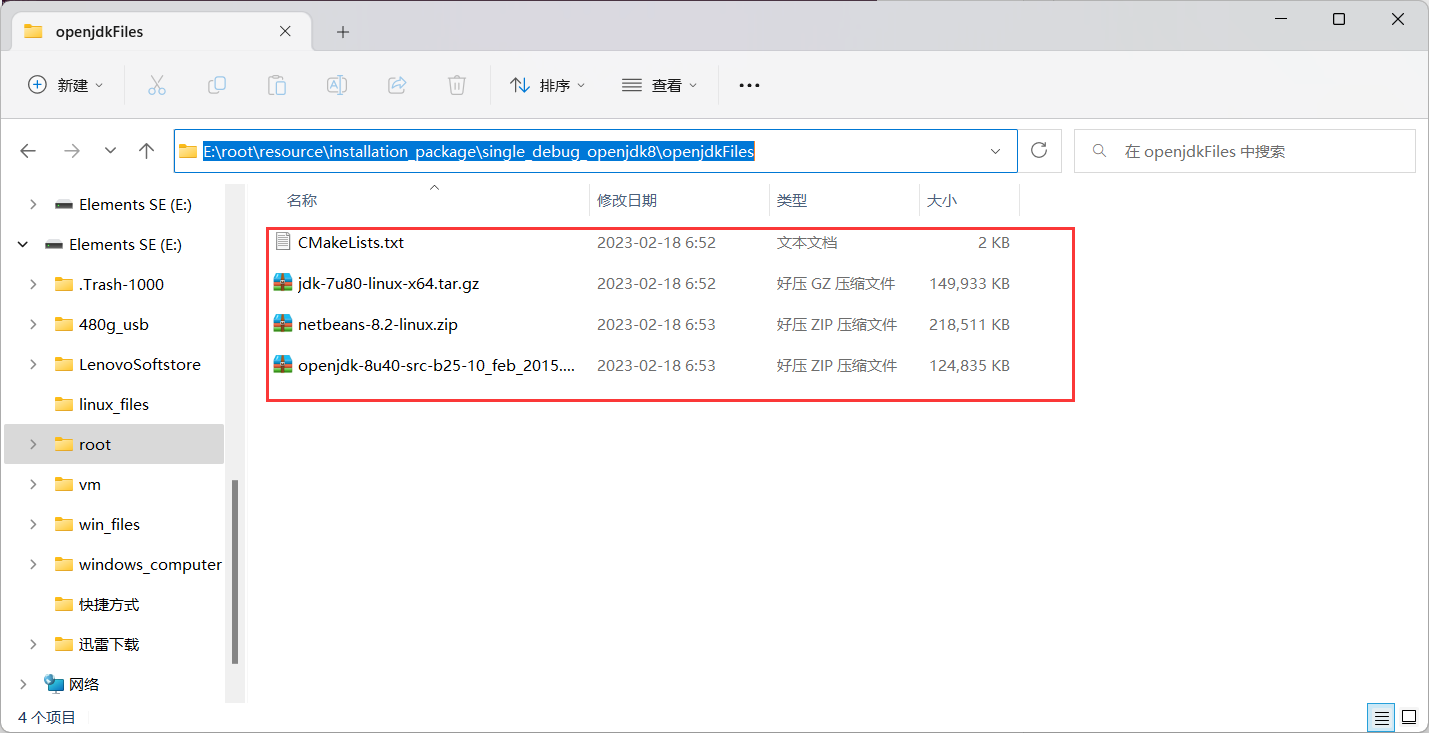 openjdkFiles
新建
排序
查看
E:\root\resource\installation_package\single_debug_openjdk8\openjdkFiles
在 openjdkFiles 中搜索
Elements SE (E:)
Elements SE (E:)
.Trash-1000
480g_usb
LenovoSoftstore
linux_files
root
vm
win_files
windows_computer
快捷方式
迅雷下载
网络
名称 修改日期 类型 大小
CMakeLists.txt 2023-02-18 6:52 文本文档 2 KB
jdk-7u80-linux-x64.tar.gz 2023-02-18 6:52 好压 GZ 压缩文件 149,933 KB
netbeans-8.2-linux.zip 2023-02-18 6:53 好压 ZIP 压缩文件 218,511 KB
openjdk-8u40-src-b25-10_feb_2015.... 2023-02-18 6:53 好压 ZIP 压缩文件 124,835 KB
4 个项目